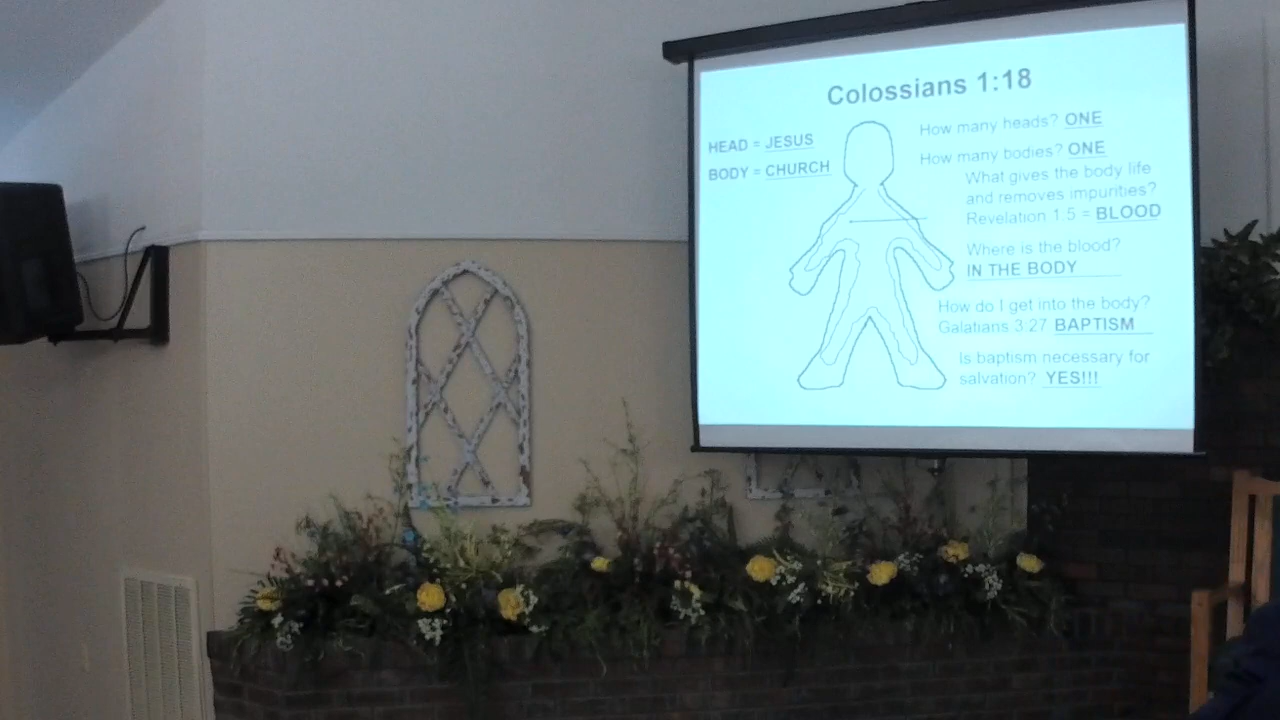 Colossians 1:18
HEAD = JESUS
BODY = CHURCH
How many heads? ONE
How many bodies? ONE
What gives the body life
and removes impurities?
Revelation 1:5 = BLOOD
Where is the blood?
IN THE BODY
How do I get into the body?
Galatians 3:27 BAPTISM
Is baptism necessary for
salvation? YES!!!